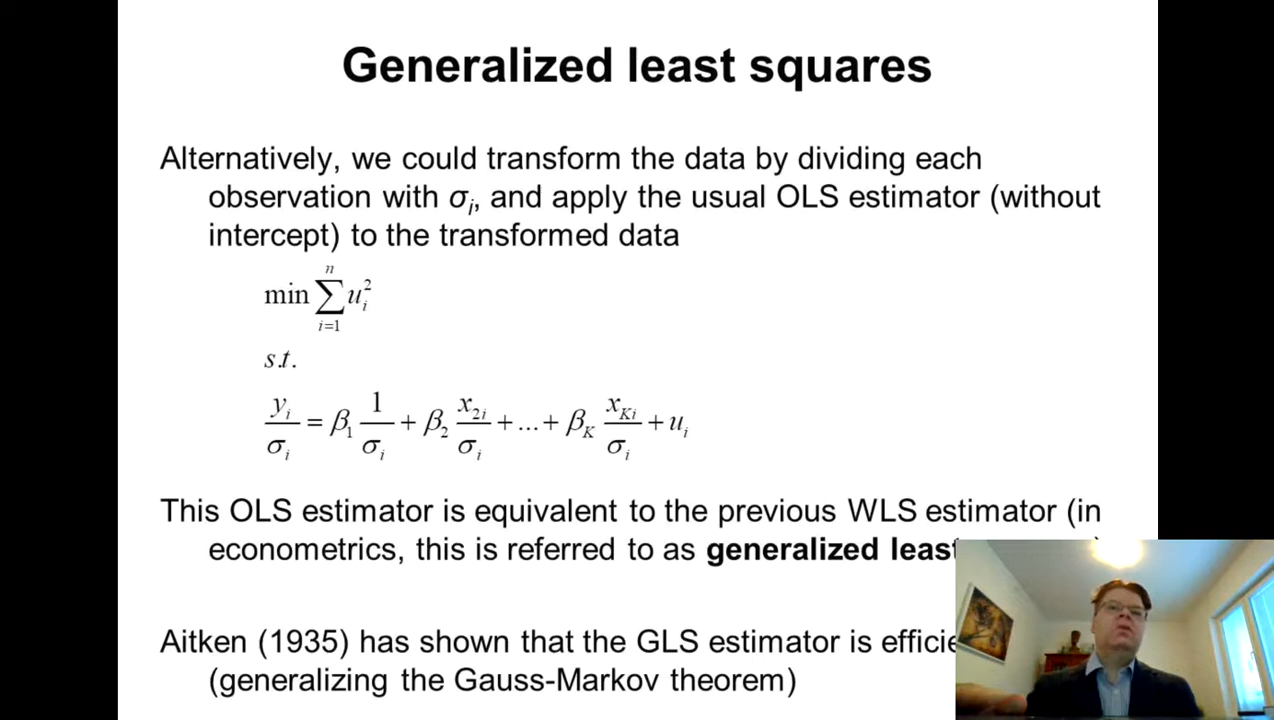 Generalized least squares
Alternatively, we could transform the data by dividing each
observation with σi, and apply the usual OLS estimator (without
intercept) to the transformed data
n
min ∑ u_i^2
i=1
s.t.
y_i/σ_i = β_1 1/σ_i + β_2 x_2i/σ_i + ... + β_K x_Ki/σ_i + u_i
This OLS estimator is equivalent to the previous WLS estimator (in
econometrics, this is referred to as generalized
Aitken (1935) has shown that the GLS estimator is
(generalizing the Gauss-Markov theorem)